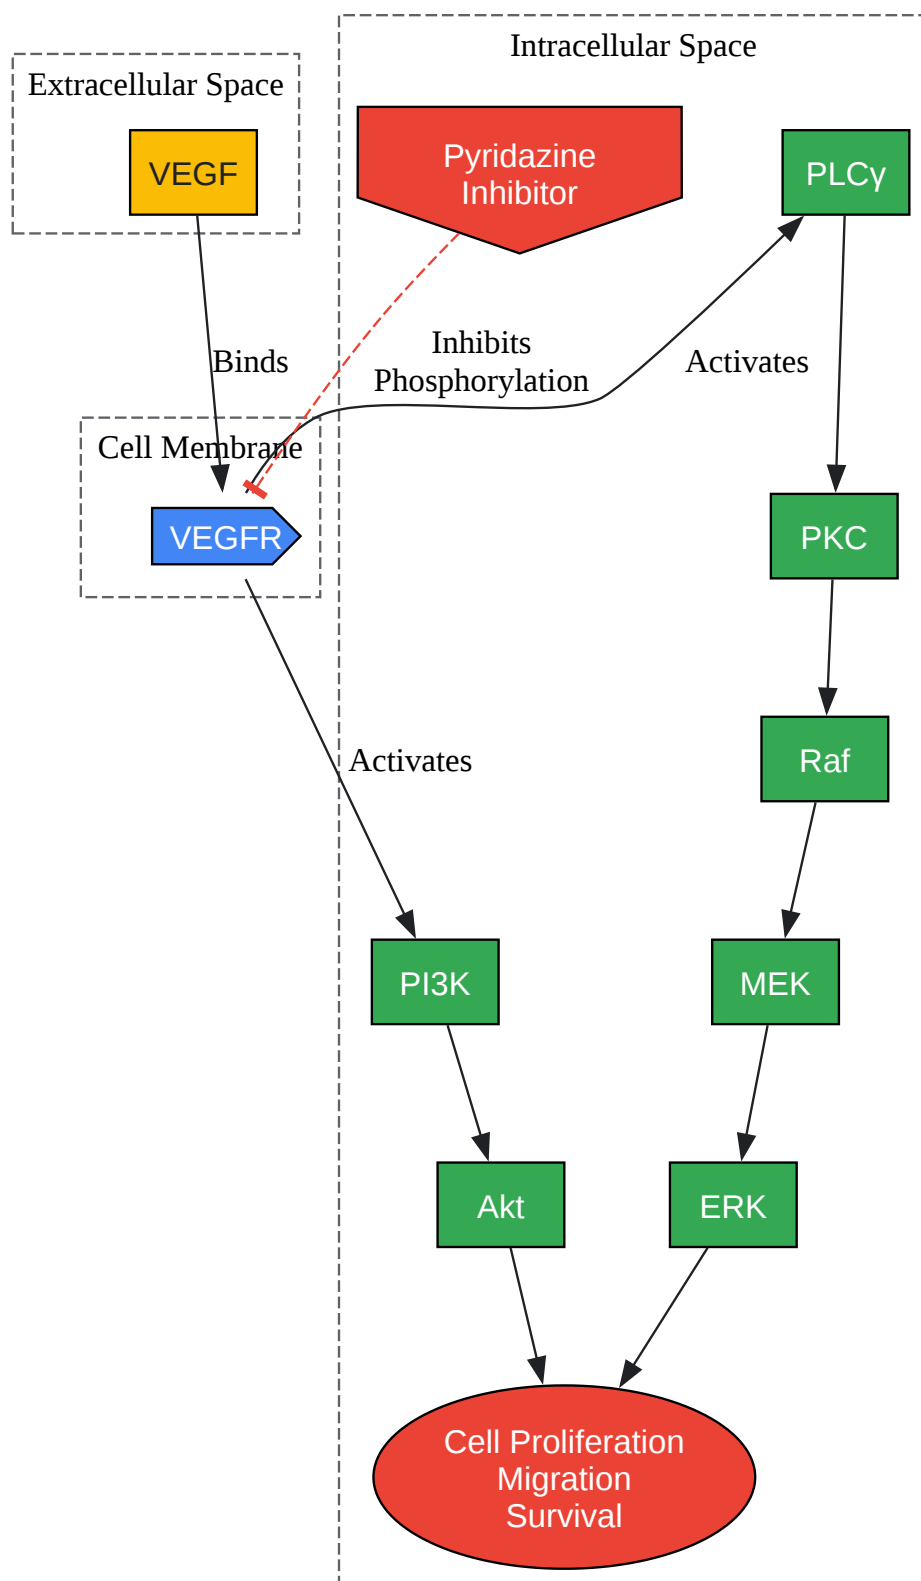 Intracellular Space
Extracellular Space
VEGF
Pyridazine
Inhibitor
PLCγ
Binds
Inhibits
Phosphorylation
Activates
Cell Membrane
VEGFR
PKC
Activates
Raf
PI3K
MEK
Akt
ERK
Cell Proliferation
Migration
Survival